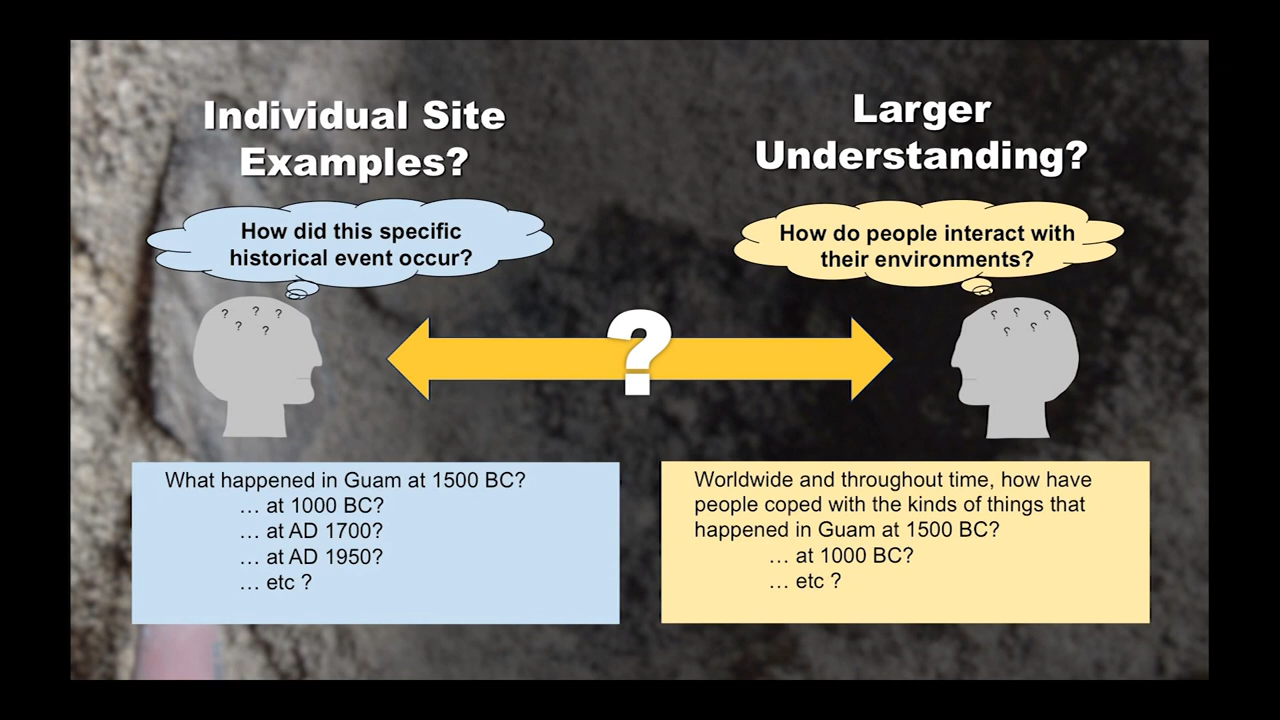 Individual Site
Examples?
How did this specific
historical event occur?
? ? ?
? ?
What happened in Guam at 1500 BC?
… at 1000 BC?
… at AD 1700?
… at AD 1950?
… etc ?
?
Larger
Understanding?
How do people interact with
their environments?
? ? ?
? ?
Worldwide and throughout time, how have
people coped with the kinds of things that
happened in Guam at 1500 BC?
… at 1000 BC?
… etc ?